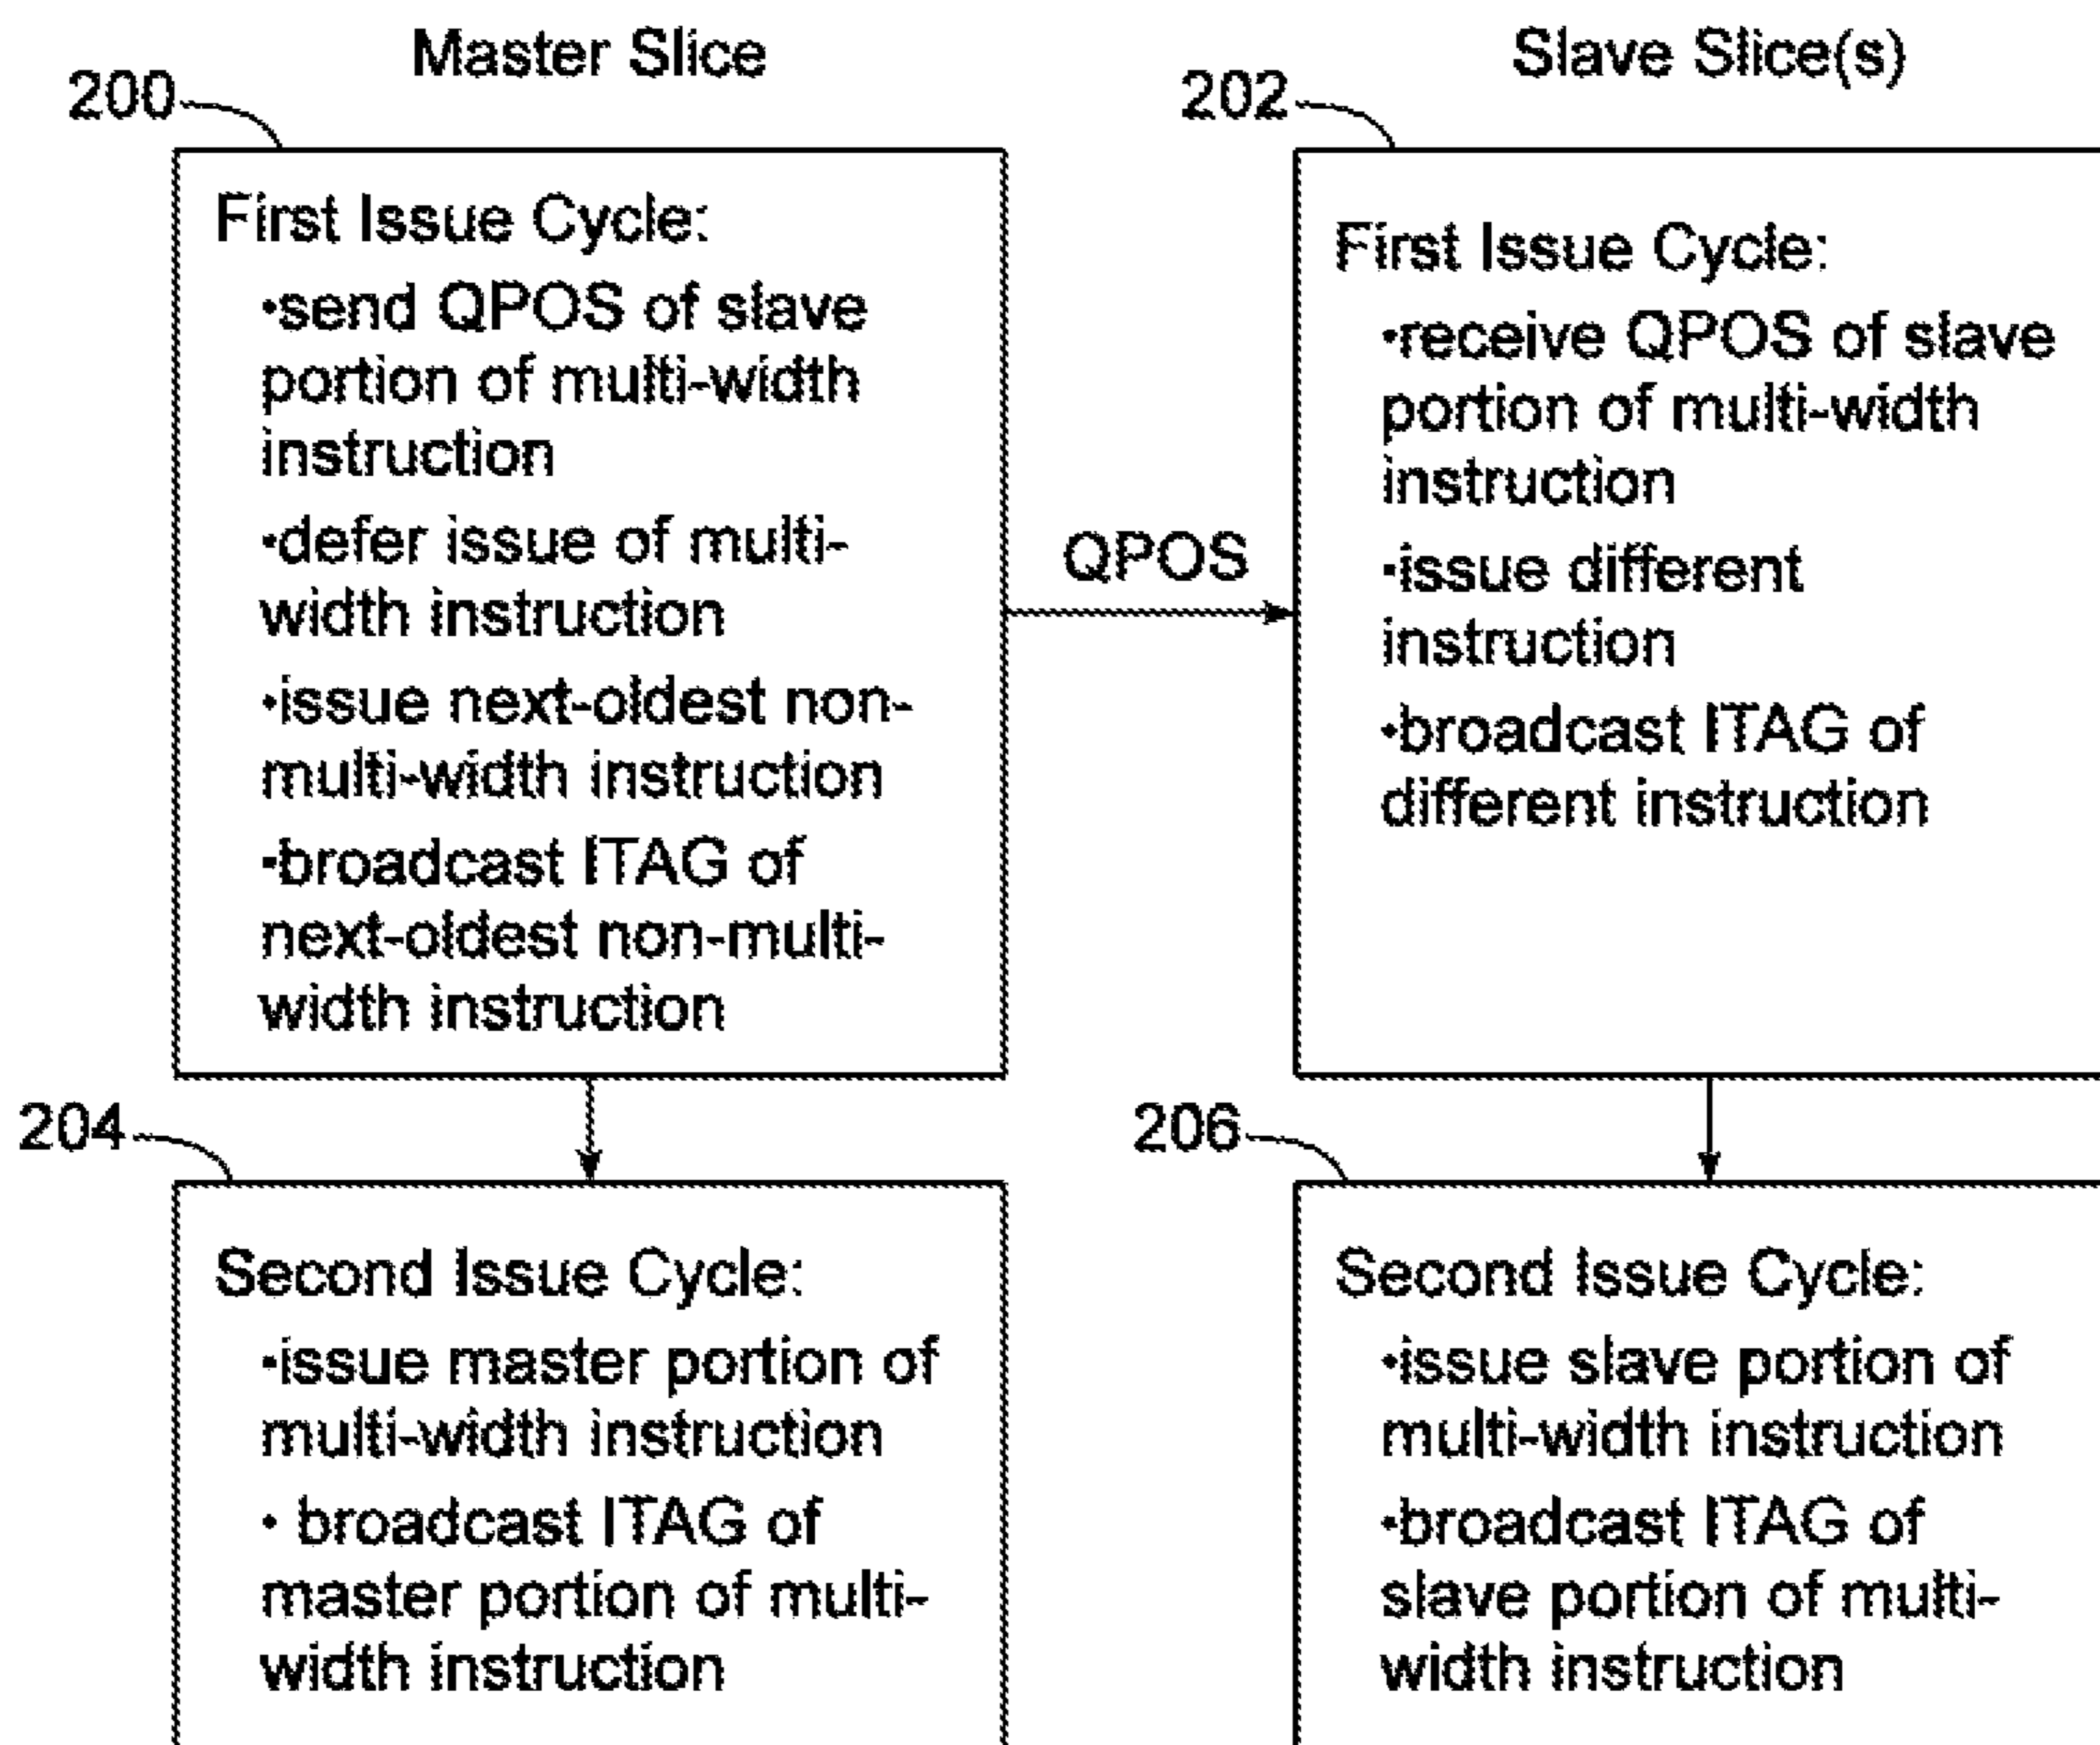 Master Slice
Slave Slice(s)
200
202
First Issue Cycle:
•send QPOS of slave
portion of multi-width
instruction
•defer issue of multi-
width instruction
•issue next-oldest non-
multi-width instruction
•broadcast ITAG of
next-oldest non-multi-
width instruction
QPOS
First Issue Cycle:
•receive QPOS of slave
portion of multi-width
instruction
•issue different
instruction
•broadcast ITAG of
different instruction
204
206
Second Issue Cycle:
•issue master portion of
multi-width instruction
• broadcast ITAG of
master portion of multi-
width instruction
Second Issue Cycle:
•issue slave portion of
multi-width instruction
•broadcast ITAG of
slave portion of multi-
width instruction